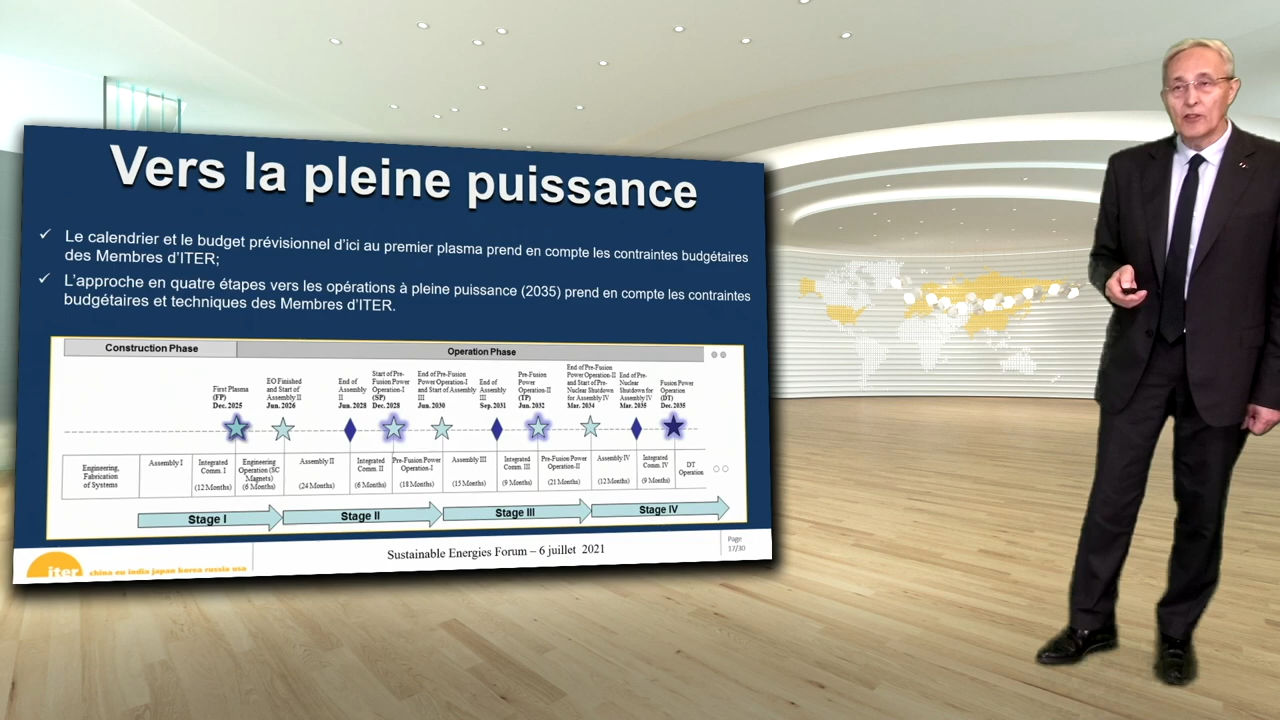 Vers la pleine puissance
✓ Le calendrier et le budget prévisionnel d'ici au premier plasma prend en compte les contraintes budgétaires
des Membres d'ITER;
✓ L'approche en quatre étapes vers les opérations à pleine puissance (2035) prend en compte les contraintes
budgétaires et techniques des Membres d'ITER.
Construction Phase
Operation Phase
First Plasma
(FP)
Dec. 2025
EO Finished
and Start of
Assembly II
Jun. 2026
End of
Assembly
II
Jun. 2028
Start of Pre-
Fusion Power
Operation-I
(SP)
Dec. 2028
End of Pre-Fusion
Power Operation-I
and Start of Assembly
III
Jun. 2030
End of
Assembly
III
Sep. 2031
Pre-Fusion
Power
Operation-II
(TP)
Jun. 2032
End of Pre-Fusion
Power Operation-II
and Start of Pre-
Nuclear Shutdown
for Assembly IV
Mar. 2034
End of Pre-
Nuclear
Shutdown for
Assembly IV
Mar. 2035
Fusion Power
Operation
(DT)
Dec. 2035
Engineering,
Fabrication
of Systems
Assembly I
Integrated
Comm. I
(12 Months)
Engineering
Operation (SC
Magnets)
(6 Months)
Assembly II
(24 Months)
Integrated
Comm. II
(6 Months)
Pre-Fusion Power
Operation-I
(18 Months)
Assembly III
(15 Months)
Integrated
Comm. III
(9 Months)
Pre-Fusion Power
Operation-II
(21 Months)
Assembly IV
(12 Months)
Integrated
Comm. IV
(9 Months)
DT
Operation
Stage I
Stage II
Stage III
Stage IV
iter
china eu india japan korea russia usa
Sustainable Energies Forum – 6 juillet 2021
Page
17/30